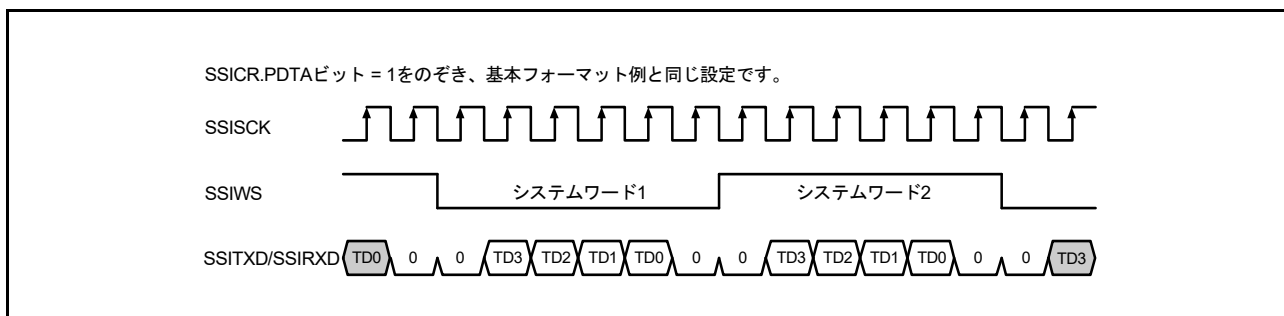 SSICR.PDTAビット = 1をのぞき、基本フォーマット例と同じ設定です。
SSISCK
SSIWS システムワード1 システムワード2
SSITXD/SSIRXD TD0 0 0 TD3 TD2 TD1 TD0 0 0 TD3 TD2 TD1 TD0 0 0 TD3